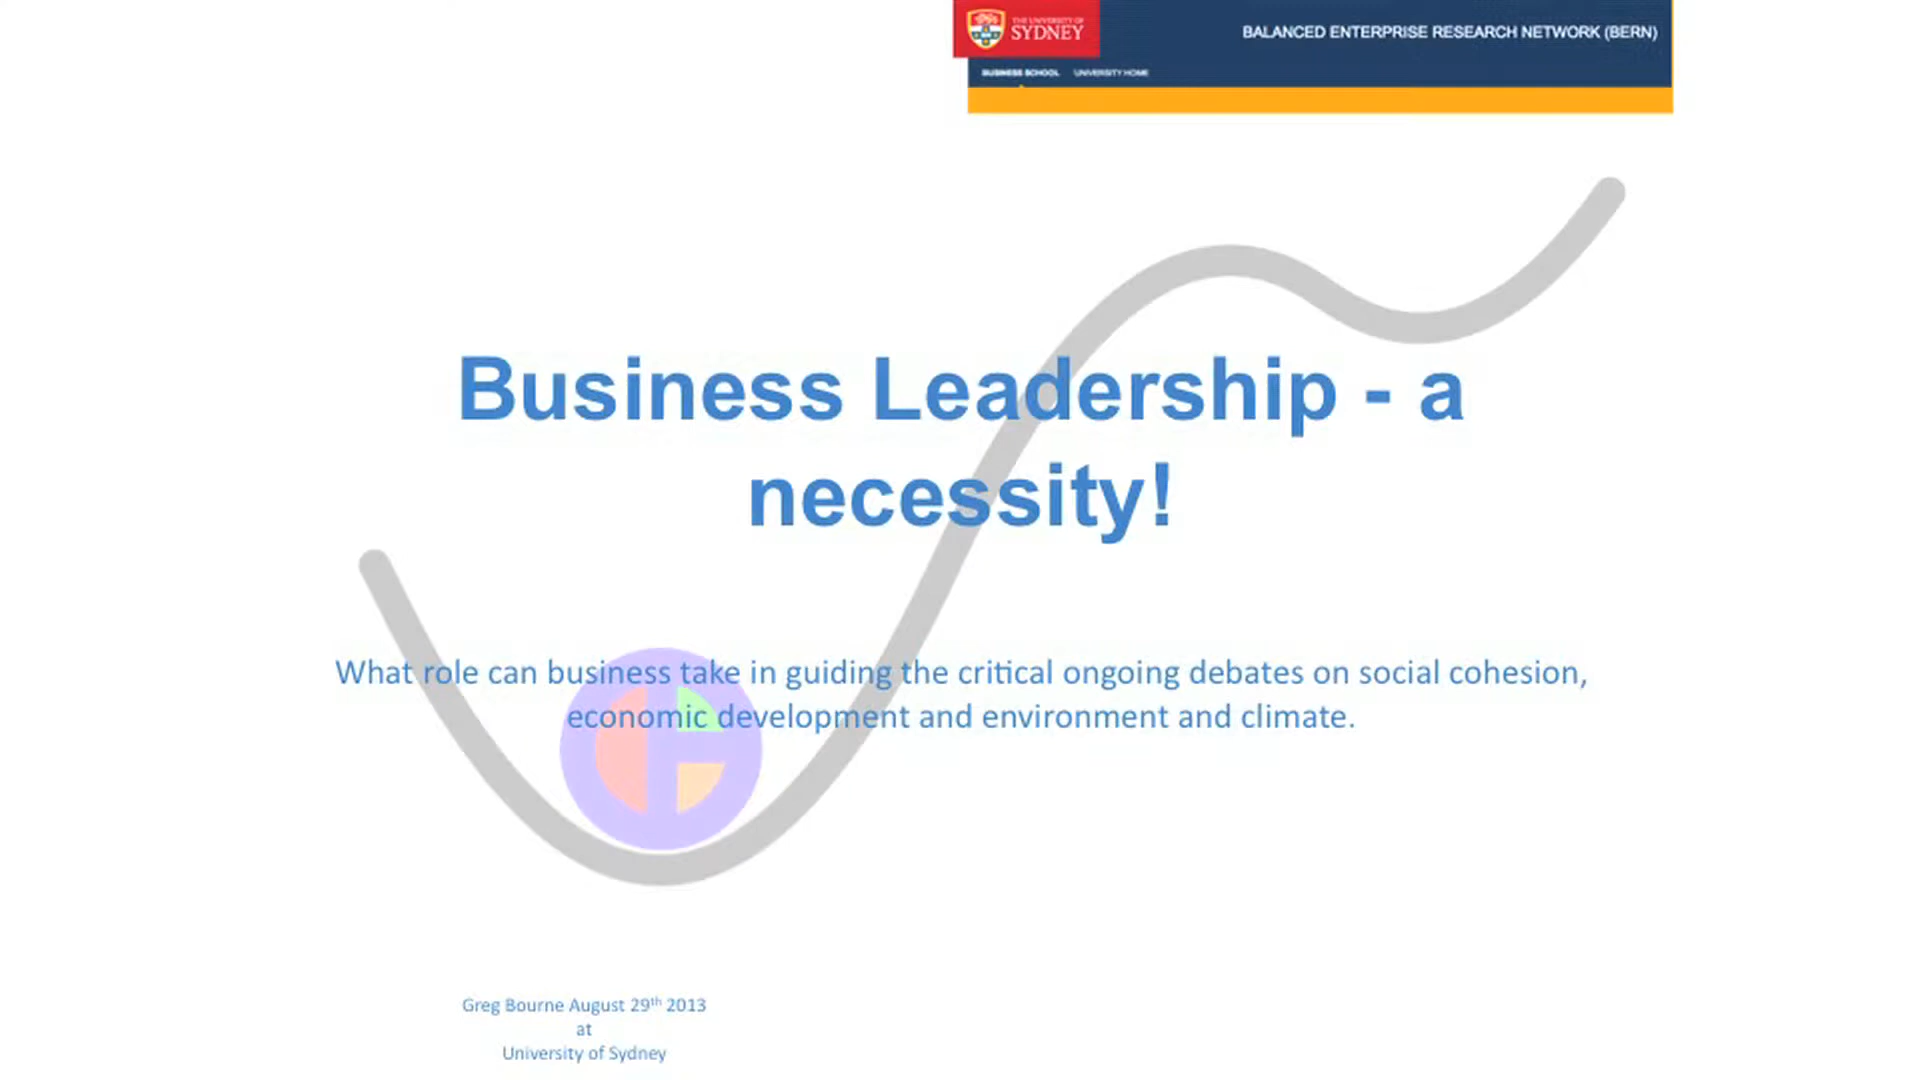 THE UNIVERSITY OF
SYDNEY
BALANCED ENTERPRISE RESEARCH NETWORK (BERN)
BUSINESS SCHOOL UNIVERSITY HOME
Business Leadership - a
necessity!
What role can business take in guiding the critical ongoing debates on social cohesion,
economic development and environment and climate.
Greg Bourne August 29th 2013
at
University of Sydney